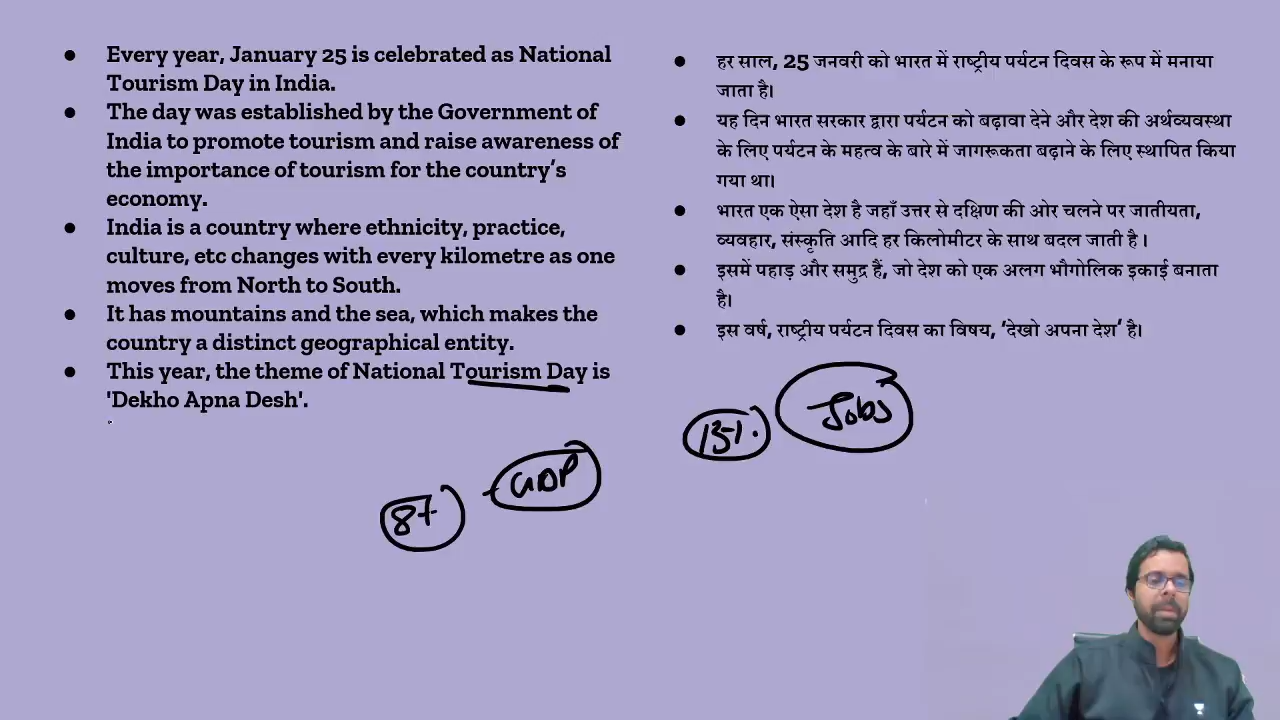 ● Every year, January 25 is celebrated as National
Tourism Day in India.
● The day was established by the Government of
India to promote tourism and raise awareness of
the importance of tourism for the country's
economy.
● India is a country where ethnicity, practice,
culture, etc changes with every kilometre as one
moves from North to South.
● It has mountains and the sea, which makes the
country a distinct geographical entity.
● This year, the theme of National Tourism Day is
'Dekho Apna Desh'.
GDP
● हर साल, 25 जनवरी को भारत में राष्ट्रीय पर्यटन दिवस के रूप में मनाया
जाता है।
● यह दिन भारत सरकार द्वारा पर्यटन को बढ़ावा देने और देश की अर्थव्यवस्था
के लिए पर्यटन के महत्व के बारे में जागरूकता बढ़ाने के लिए स्थापित किया
गया था।
● भारत एक ऐसा देश है जहाँ उत्तर से दक्षिण की ओर चलने पर जातीयता,
व्यवहार, संस्कृति आदि हर किलोमीटर के साथ बदल जाती है ।
● इसमें पहाड़ और समुद्र हैं, जो देश को एक अलग भौगोलिक इकाई बनाता
है।
● इस वर्ष, राष्ट्रीय पर्यटन दिवस का विषय, 'देखो अपना देश' है।
Jobs